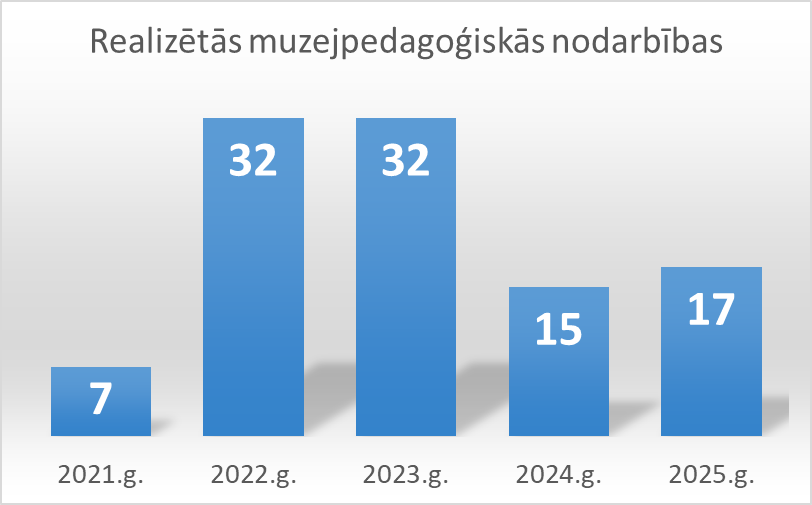 Realizētās muzejpedagoģiskās nodarbības
7
32
32
15
17
2021.g.
2022.g.
2023.g.
2024.g.
2025.g.